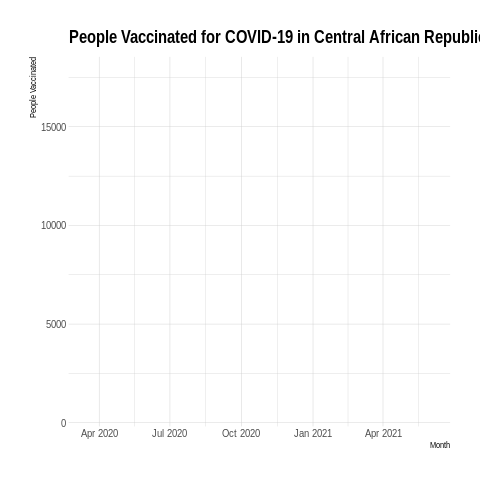 People Vaccinated for COVID-19 in Central African Republi
People Vaccinated
15000
10000
5000
0
Apr 2020 Jul 2020 Oct 2020 Jan 2021 Apr 2021
Month